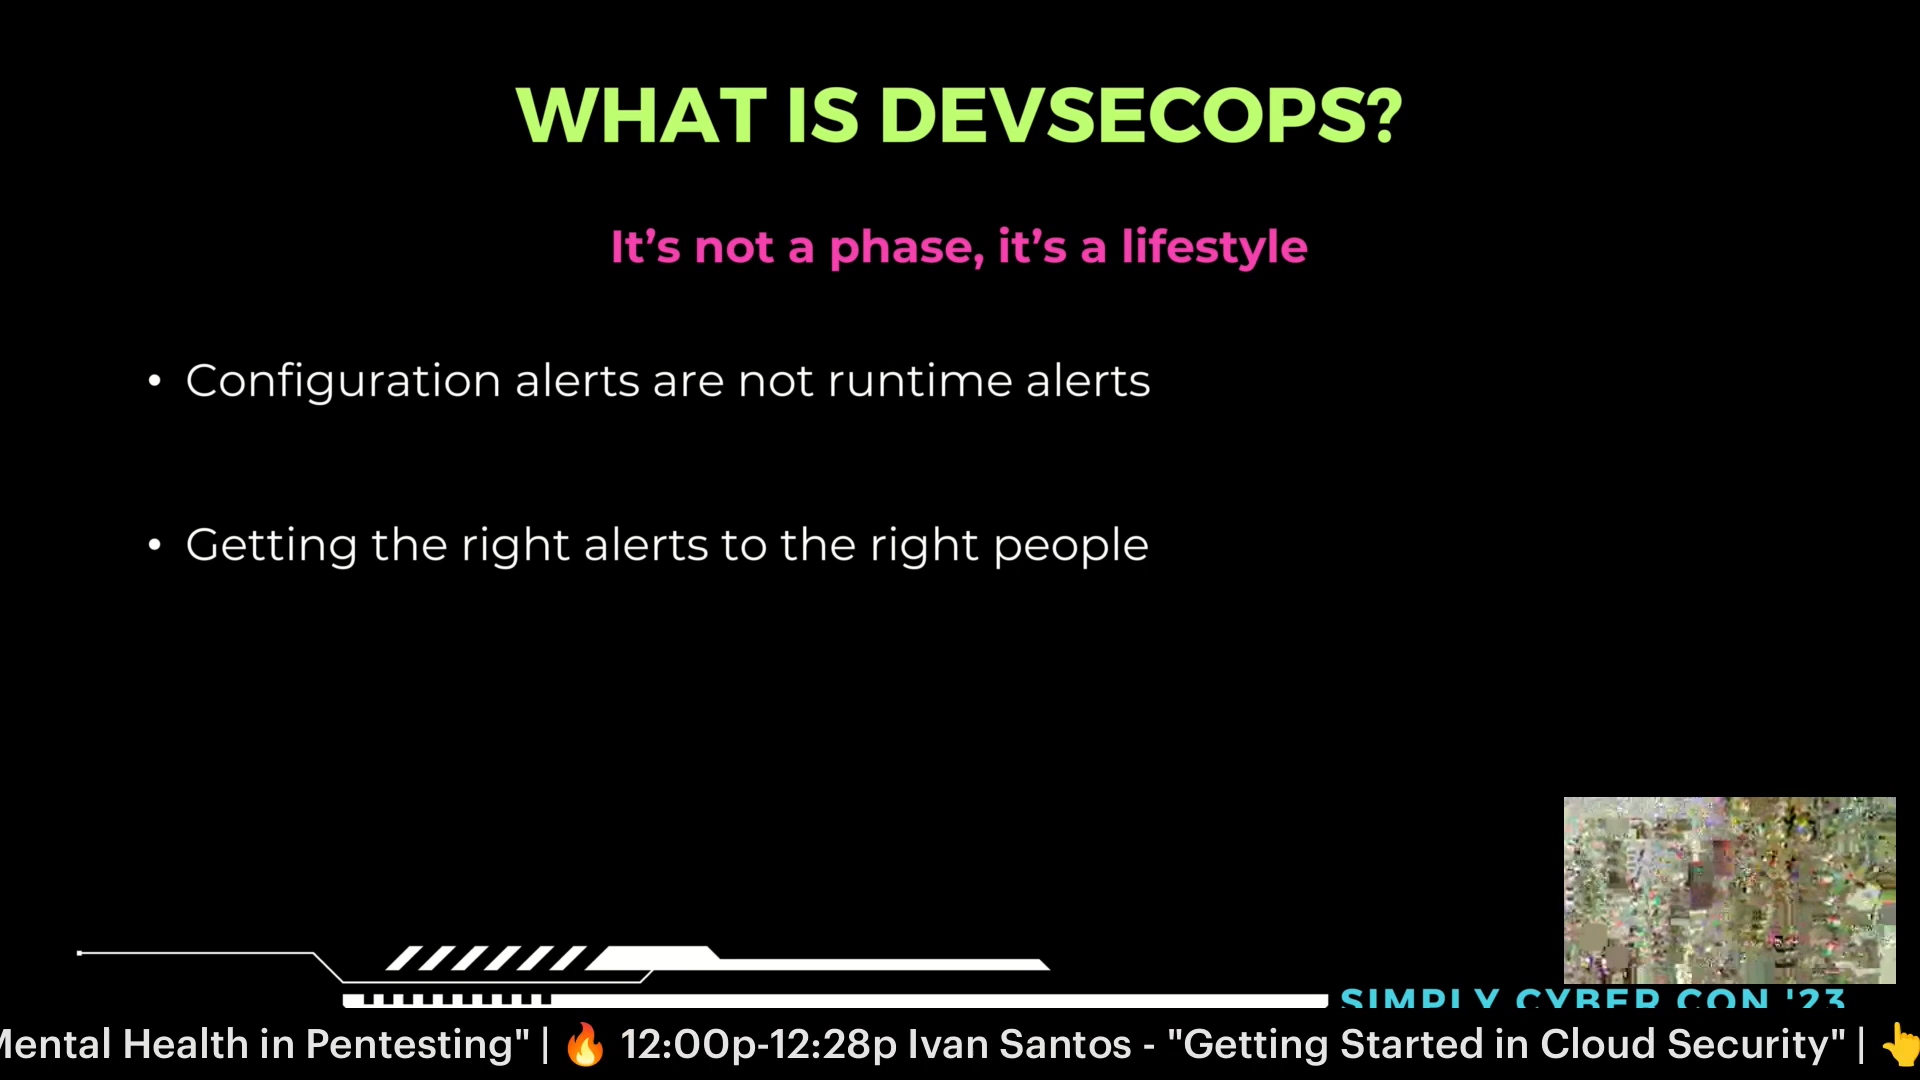 WHAT IS DEVSECOPS?
It’s not a phase, it’s a lifestyle
• Configuration alerts are not runtime alerts
• Getting the right alerts to the right people
SIMPLY CYBER CON '23
Mental Health in Pentesting" | 🔥 12:00p-12:28p Ivan Santos - "Getting Started in Cloud Security" | 👆